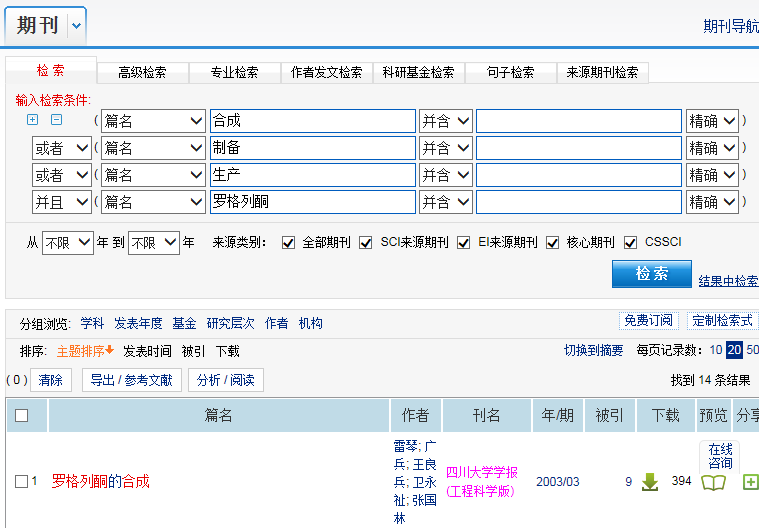 期刊
期刊导航
检索 高级检索 专业检索 作者发文检索 科研基金检索 句子检索 来源期刊检索
输入检索条件:
( 篇名 合成 并含 精确 )
或者 ( 篇名 制备 并含 精确 )
或者 ( 篇名 生产 并含 精确 )
并且 ( 篇名 罗格列酮 并含 精确 )
从 不限 年 到 不限 年 来源类别: 全部期刊 SCI来源期刊 EI来源期刊 核心期刊 CSSCI
检索 结果中检索
分组浏览: 学科 发表年度 基金 研究层次 作者 机构 免费订阅 定制检索式
排序: 主题排序 发表时间 被引 下载 切换到摘要 每页记录数: 10 20 50
( 0 ) 清除 导出 / 参考文献 分析 / 阅读 找到 14 条结果
篇名 作者 刊名 年/期 被引 下载 预览 分享
1 罗格列酮的合成
雷琴; 广
兵; 王良
兵; 卫永
祉; 张国
林
四川大学学报
(工程科学版)
2003/03 9 394
在线
咨询